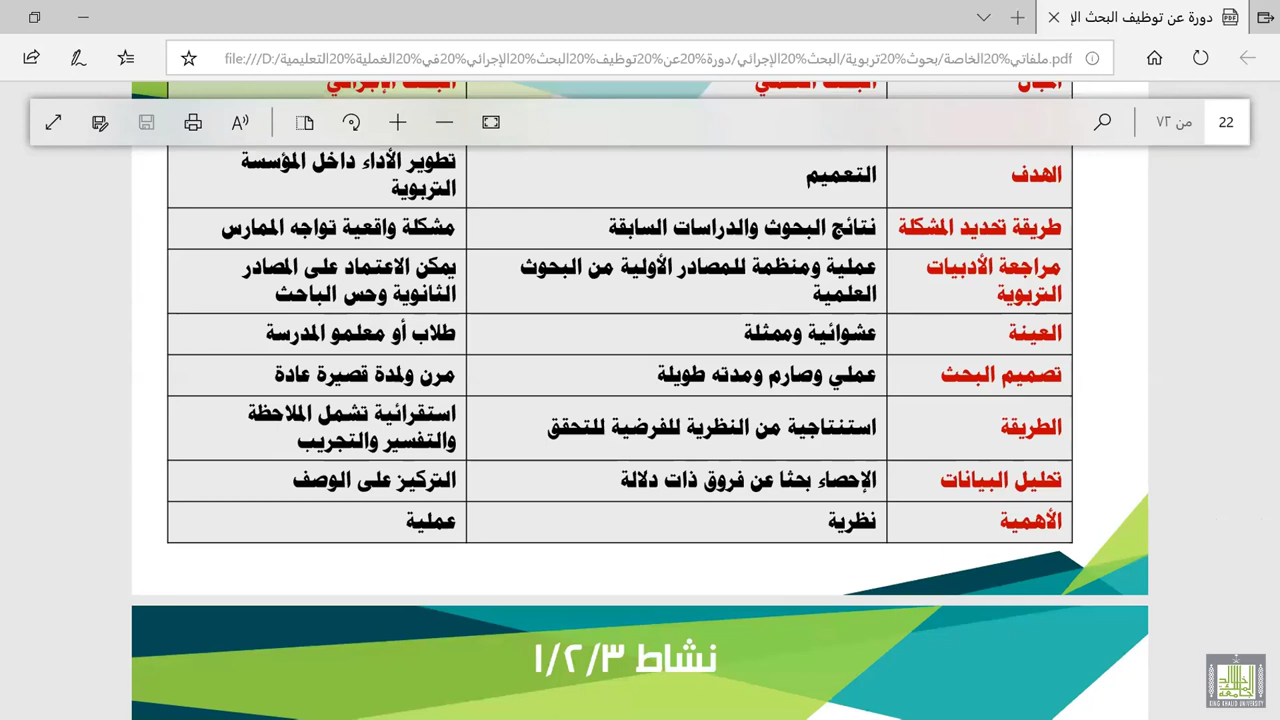 دورة عن توظيف البحث الإ
file:///D:/ملفاتي%20الخاصة/بحوث%20تربوية/البحث%20الإجرائي/دورة%20عن%20توظيف%20البحث%20الإجرائي%20في%20العملية%20التعليمية.pdf
22
من ٧٢
الهدف
التعميم
تطوير الأداء داخل المؤسسة
التربوية
طريقة تحديد المشكلة
نتائج البحوث والدراسات السابقة
مشكلة واقعية تواجه الممارس
مراجعة الأدبيات
التربوية
عملية ومنظمة للمصادر الأولية من البحوث
العلمية
يمكن الاعتماد على المصادر
الثانوية وحس الباحث
العينة
عشوائية وممثلة
طلاب أو معلمو المدرسة
تصميم البحث
عملي وصارم ومدته طويلة
مرن ولمدة قصيرة عادة
الطريقة
استنتاجية من النظرية للفرضية للتحقق
استقرائية تشمل الملاحظة
والتفسير والتجريب
تحليل البيانات
الإحصاء بحثا عن فروق ذات دلالة
التركيز على الوصف
الأهمية
نظرية
عملية
نشاط ١/٢/٣
KING KHALID UNIVERSITY